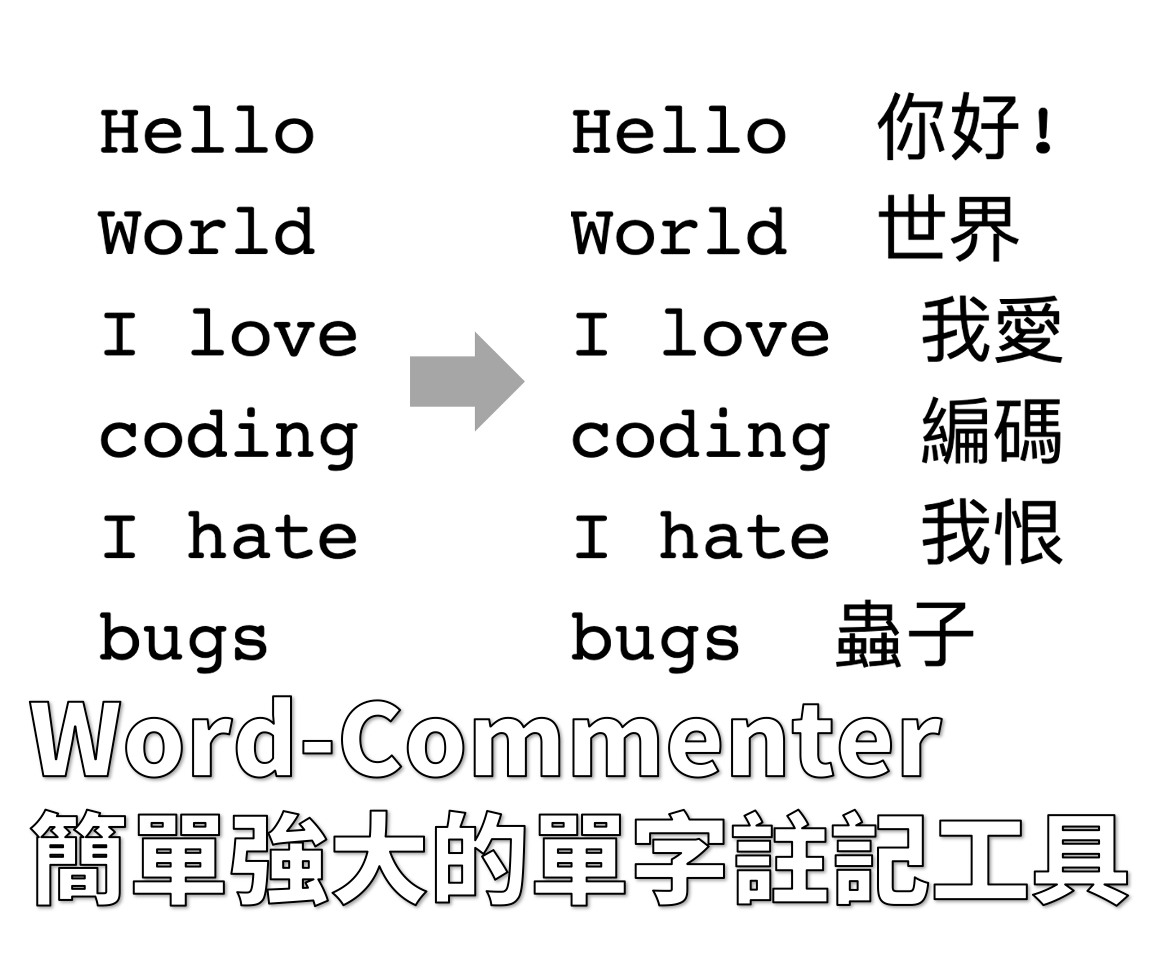 Hello
World
I love
coding
I hate
bugs
Hello 你好!
World 世界
I love 我愛
coding 編碼
I hate 我恨
bugs 蟲子
Word-Commenter
簡單強大的單字註記工具